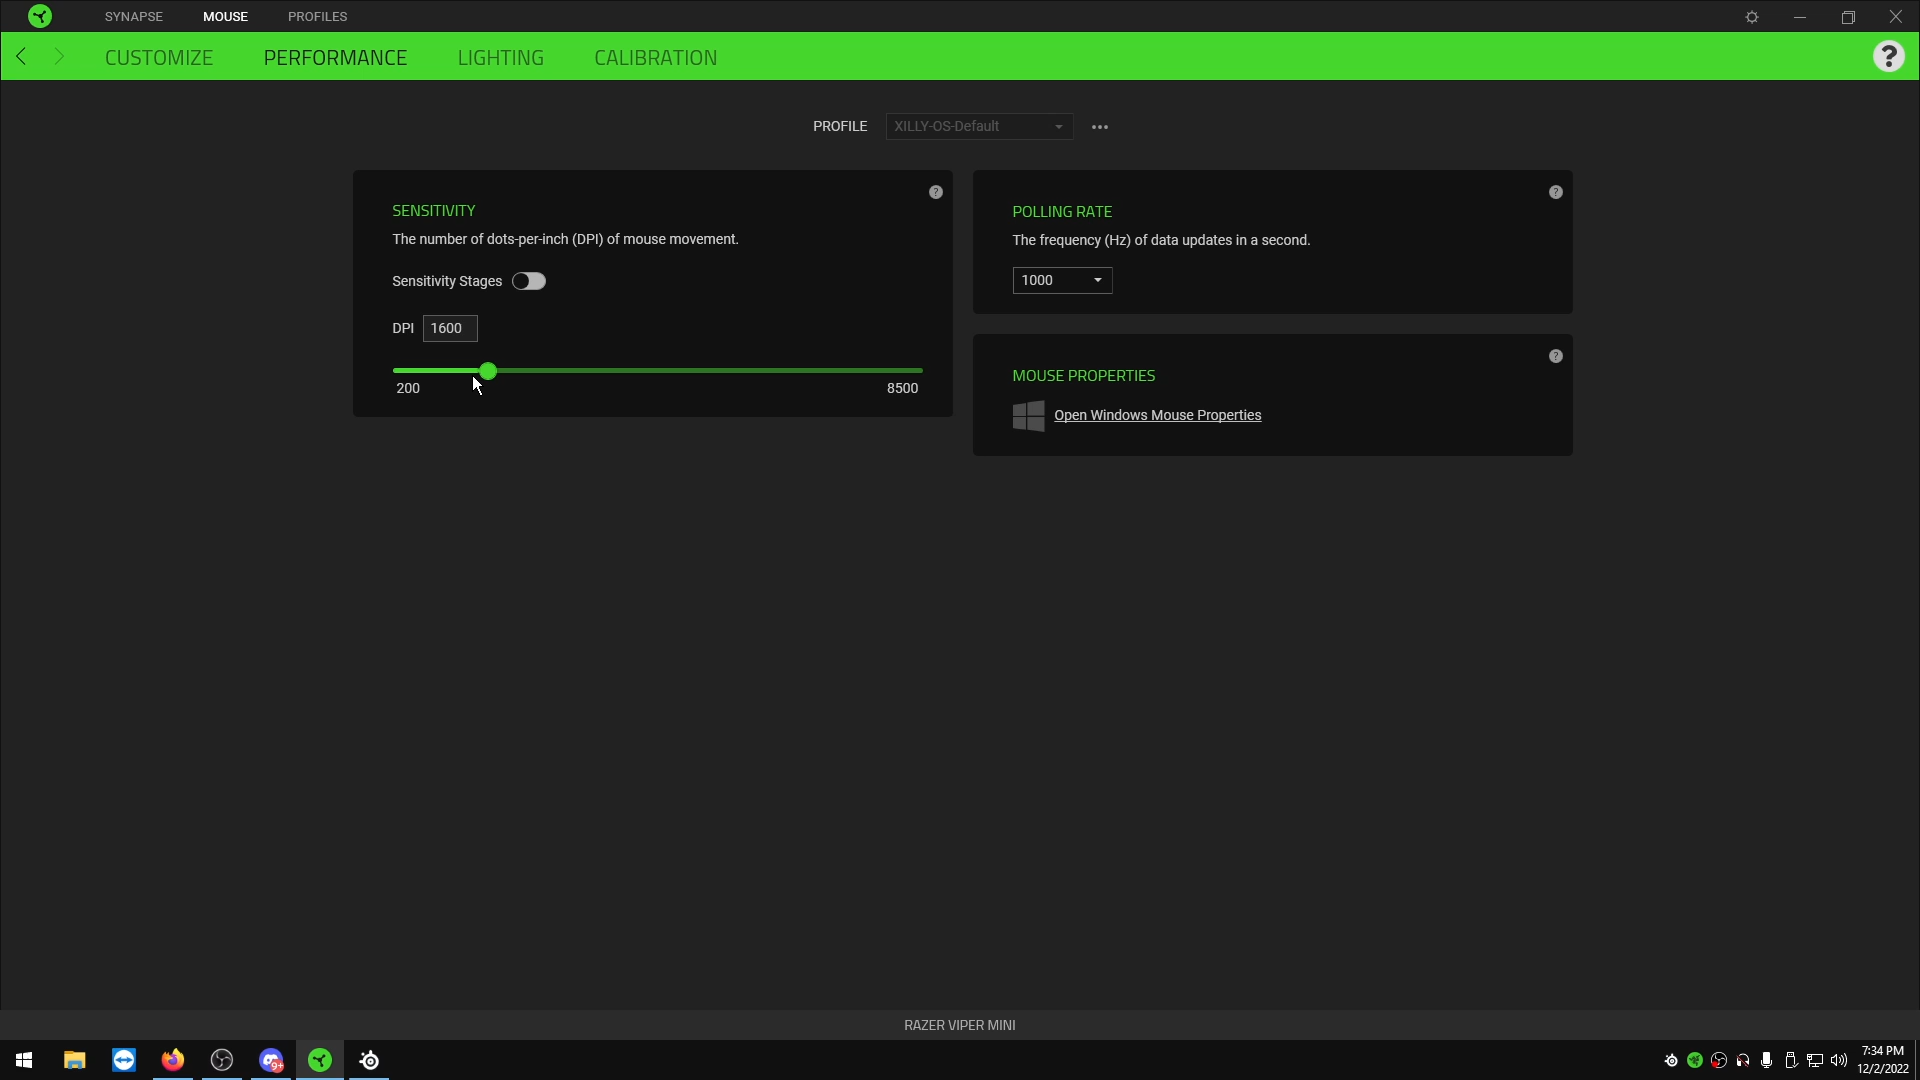 SYNAPSE MOUSE PROFILES
CUSTOMIZE PERFORMANCE LIGHTING CALIBRATION ?
PROFILE XILLY-OS-Default •••
?
SENSITIVITY
The number of dots-per-inch (DPI) of mouse movement.
Sensitivity Stages
DPI 1600
200 8500
?
POLLING RATE
The frequency (Hz) of data updates in a second.
1000
?
MOUSE PROPERTIES
Open Windows Mouse Properties
RAZER VIPER MINI
9+
7:34 PM
12/2/2022